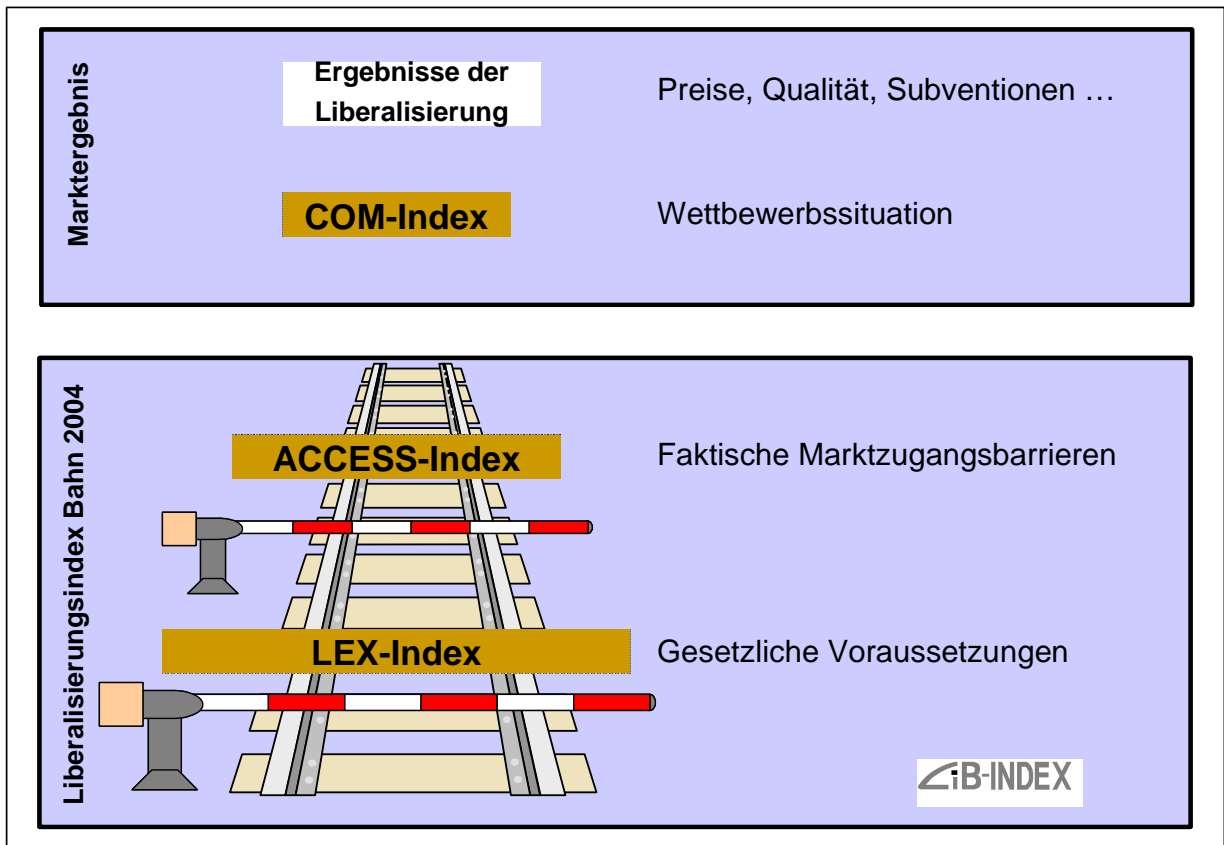 Marktergebnis
Ergebnisse der
Liberalisierung
Preise, Qualität, Subventionen …
COM-Index
Wettbewerbssituation
Liberalisierungsindex Bahn 2004
ACCESS-Index
Faktische Marktzugangsbarrieren
LEX-Index
Gesetzliche Voraussetzungen
LiB-INDEX